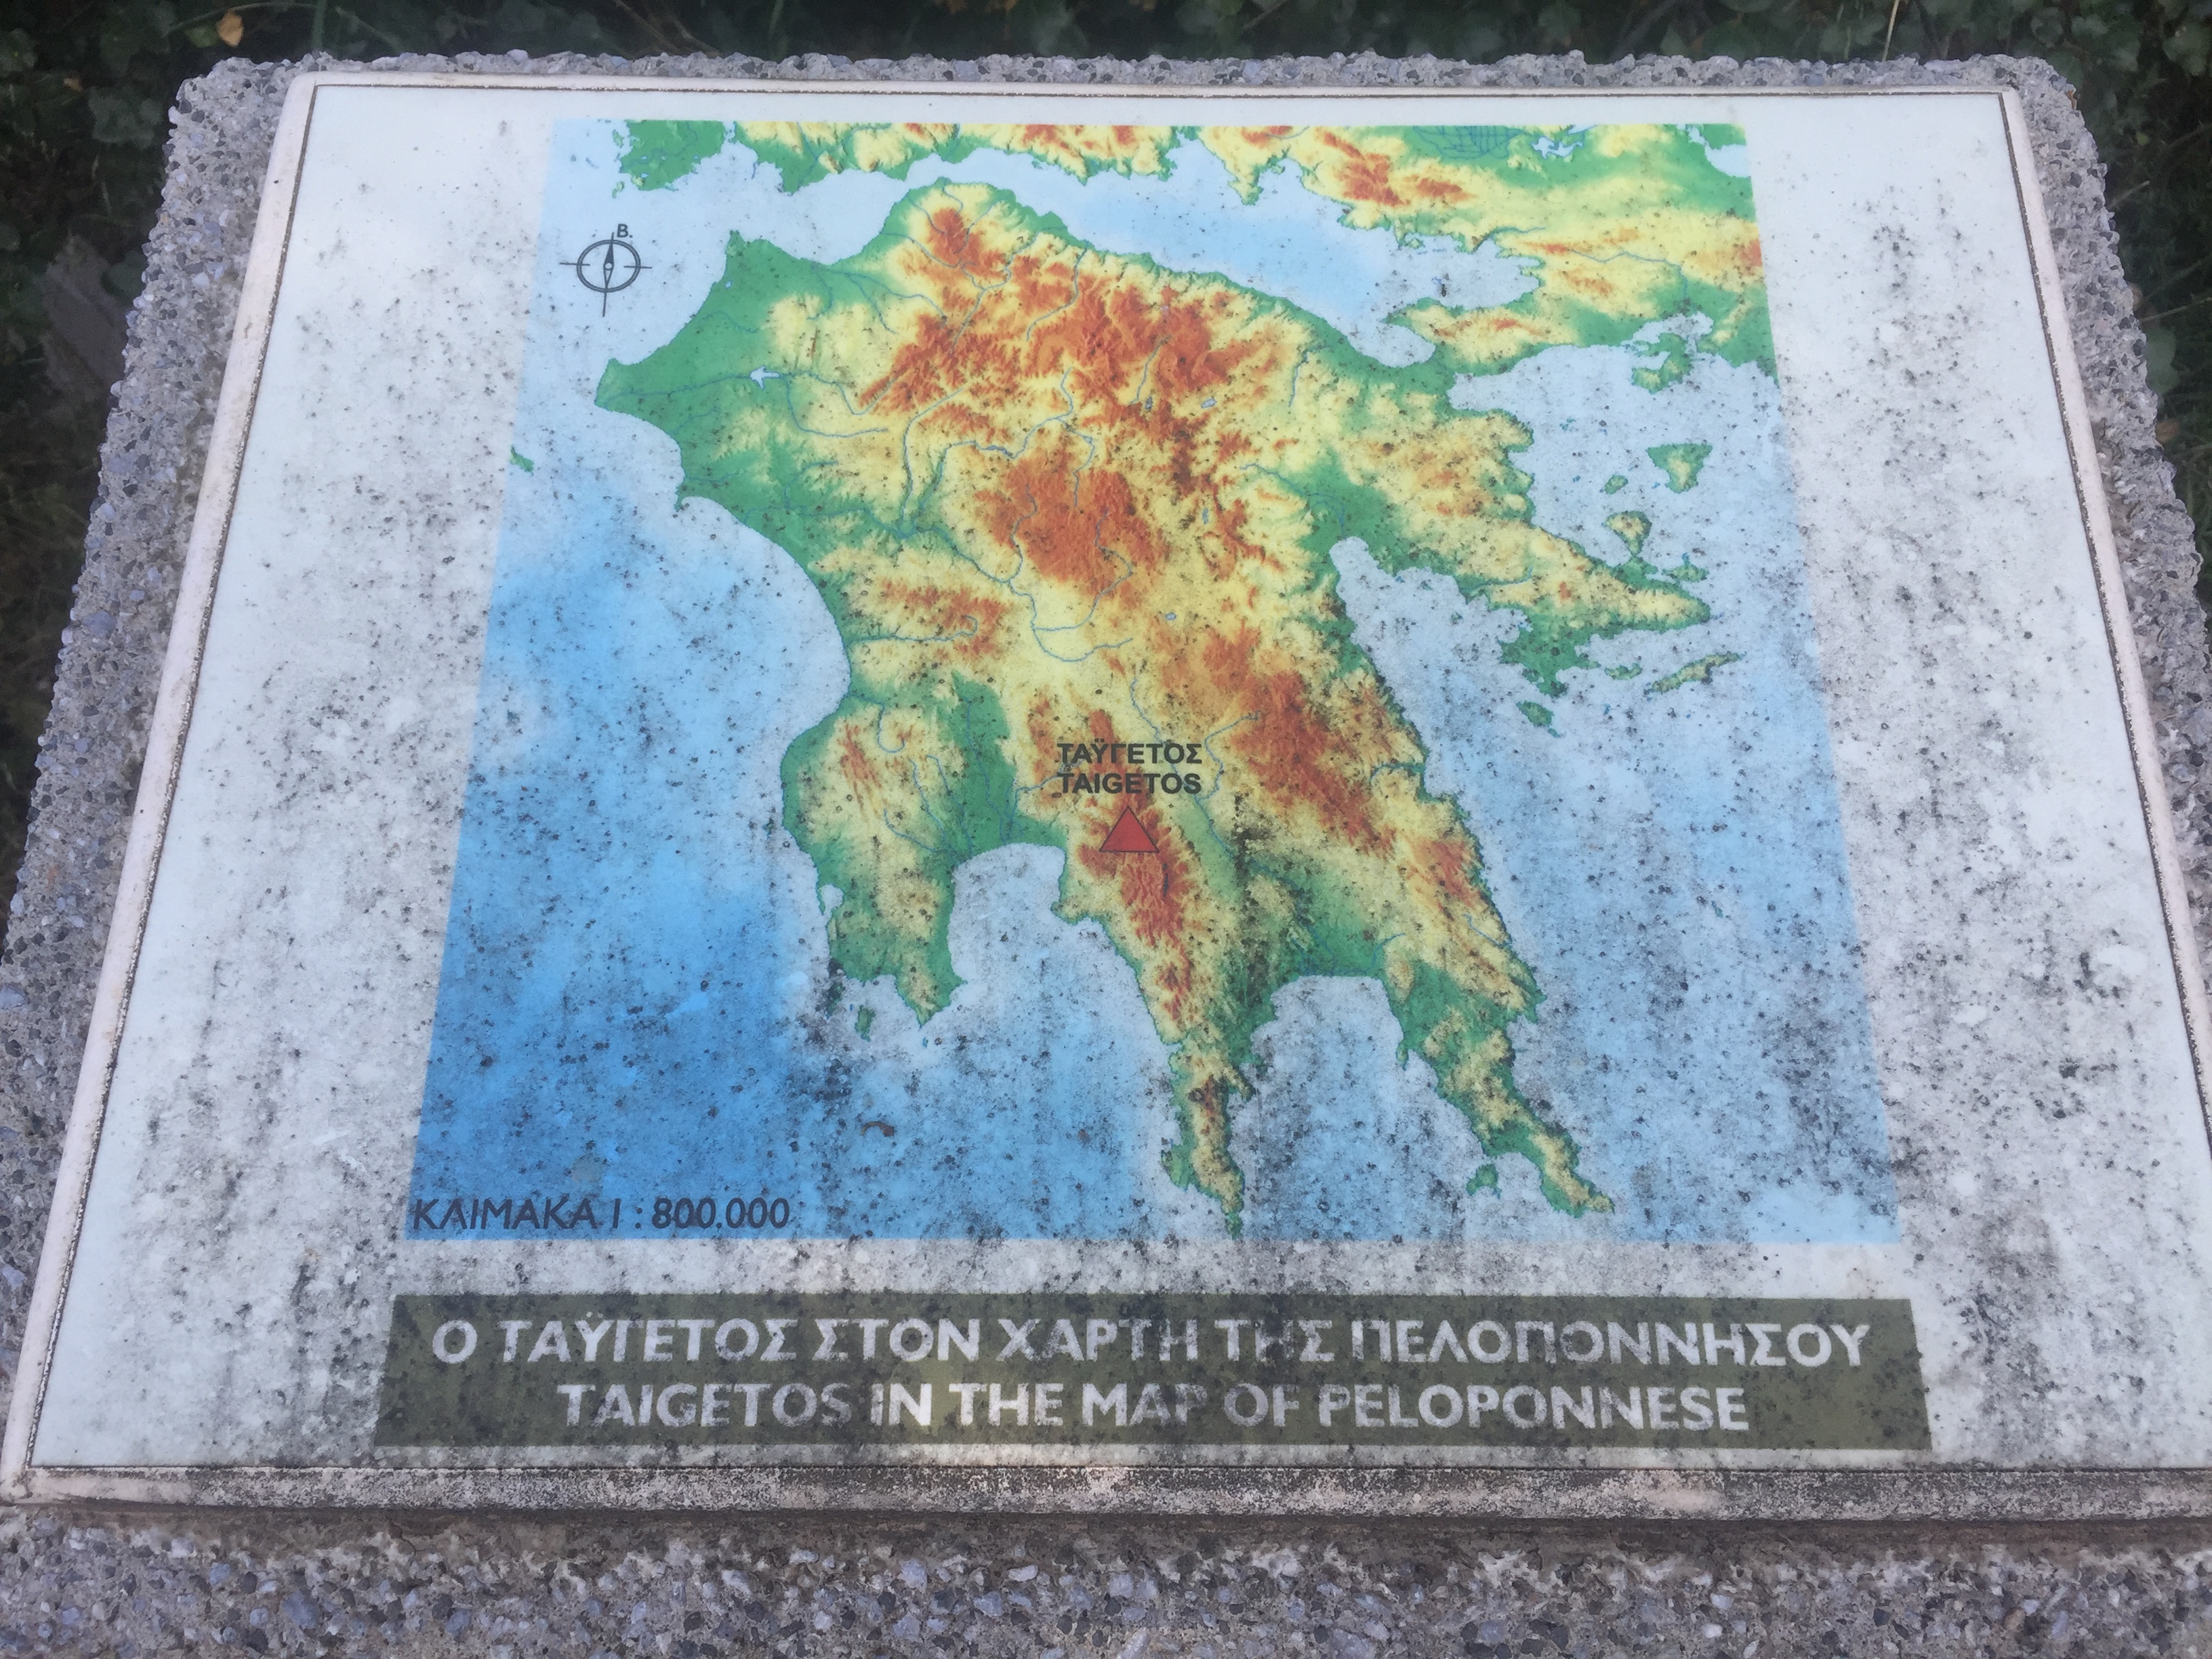 Β.
ΤΑΫΓΕΤΟΣ
TAIGETOS
ΚΛΙΜΑΚΑ 1 : 800.000
Ο ΤΑΫΓΕΤΟΣ ΣΤΟΝ ΧΑΡΤΗ ΤΗΣ ΠΕΛΟΠΟΝΝΗΣΟΥ
TAIGETOS IN THE MAP OF PELOPONNESE